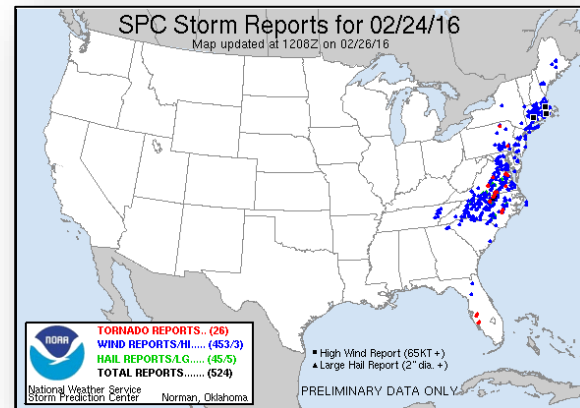 SPC Storm Reports for 02/24/16
Map updated at 1208Z on 02/26/16
NOAA
TORNADO REPORTS.. (26)
WIND REPORTS/HI..... (453/3)
HAIL REPORTS/LG..... (45/5)
TOTAL REPORTS....... (524)
National Weather Service
Storm Prediction Center Norman, Oklahoma
High Wind Report (65KT +)
Large Hail Report (2" dia. +)
PRELIMINARY DATA ONLY